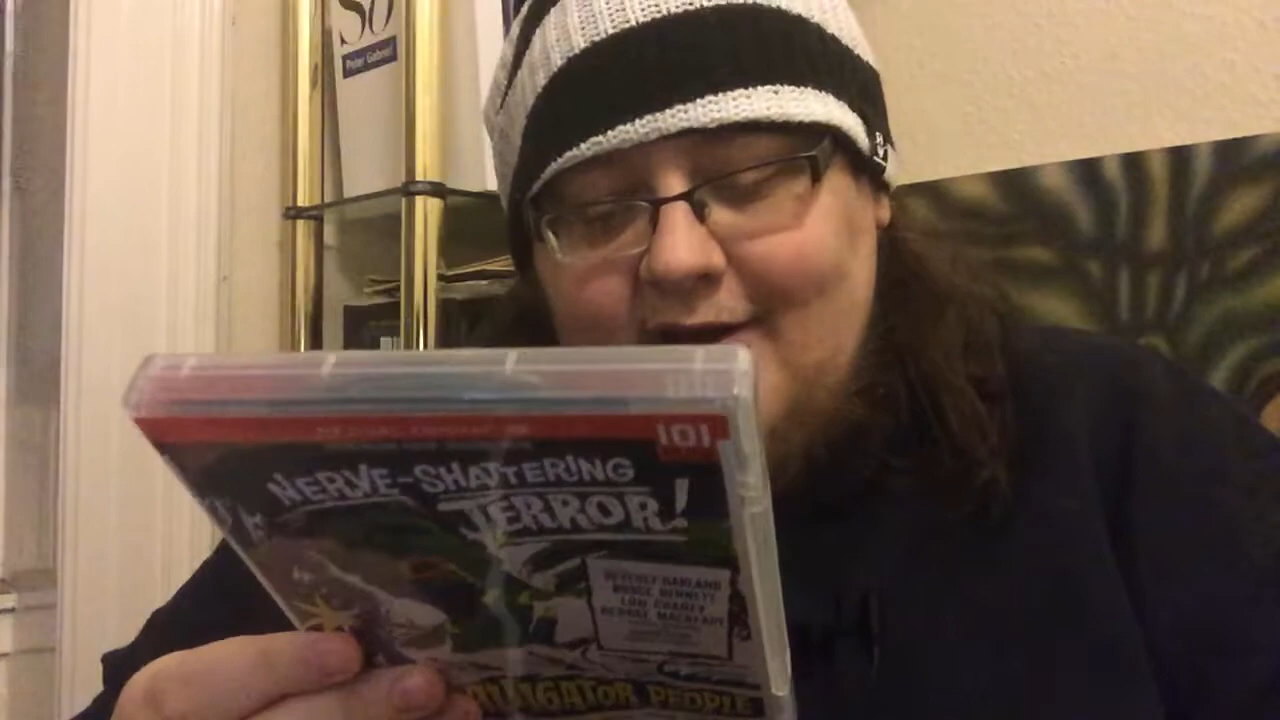 So
Peter Gabriel
101
NERVE-SHATTERING
TERROR!
BEVERLY GARLAND
BRUCE BENNETT
LON CHANEY
GEORGE MACREADY
ALLIGATOR PEOPLE